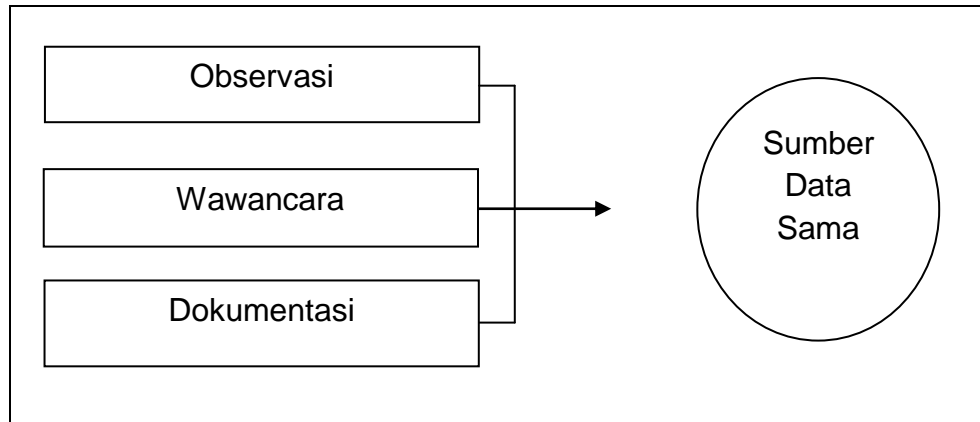 Observasi
Wawancara
Dokumentasi
Sumber
Data
Sama